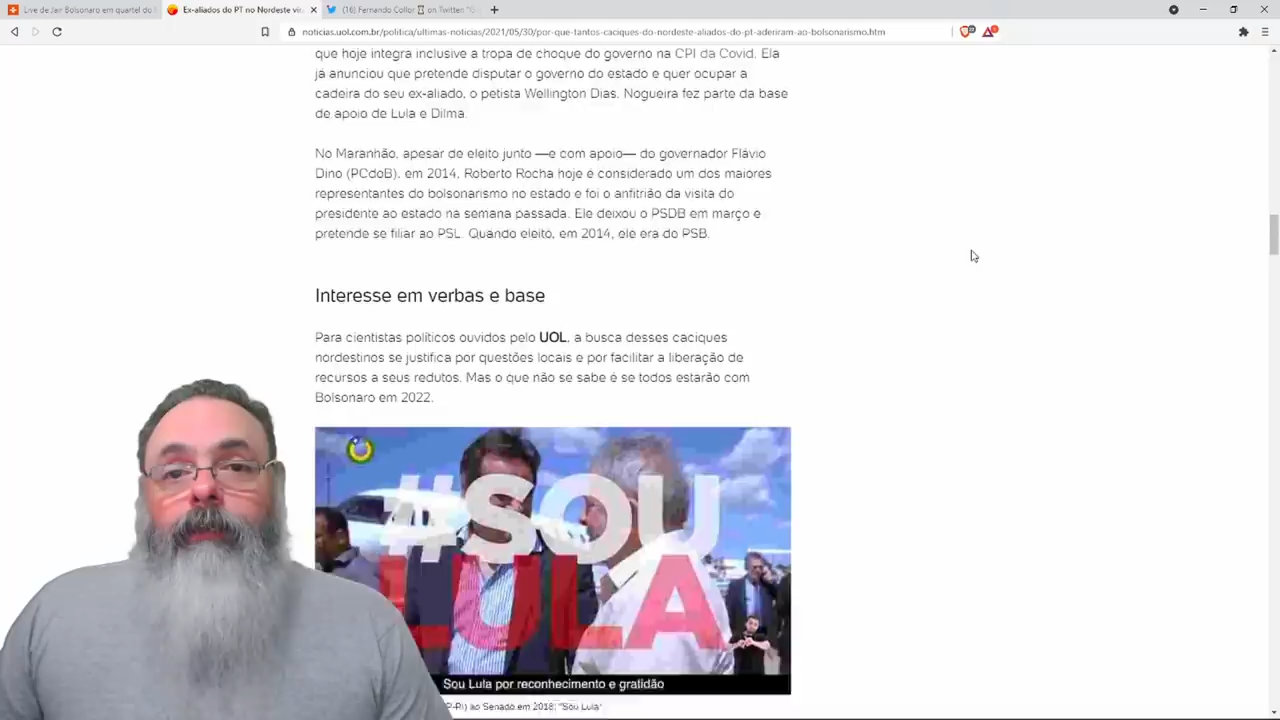 Live de Jair Bolsonaro em quartel do
Ex-aliados do PT no Nordeste vi
(16) Fernando Collor on Twitter "E
noticias.uol.com.br/politica/ultimas-noticias/2021/05/30/por-que-tantos-caciques-do-nordeste-aliados-do-pt-aderiram-ao-bolsonarismo.htm
que hoje integra inclusive a tropa de choque do governo na CPI da Covid. Ela
já anunciou que pretende disputar o governo do estado e quer ocupar a
cadeira do seu ex-aliado, o petista Wellington Dias. Nogueira fez parte da base
de apoio de Lula e Dilma.
No Maranhão, apesar de eleito junto —e com apoio— do governador Flávio
Dino (PCdoB), em 2014, Roberto Rocha hoje é considerado um dos maiores
representantes do bolsonarismo no estado e foi o anfitrião da visita do
presidente ao estado na semana passada. Ele deixou o PSDB em março e
pretende se filiar ao PSL. Quando eleito, em 2014, ele era do PSB.
Interesse em verbas e base
Para cientistas políticos ouvidos pelo UOL, a busca desses caciques
nordestinos se justifica por questões locais e por facilitar a liberação de
recursos a seus redutos. Mas o que não se sabe é se todos estarão com
Bolsonaro em 2022.
#SOU
LULA
Sou Lula por reconhecimento e gratidão
P-PI) ao Senado em 2018: "Sou Lula"